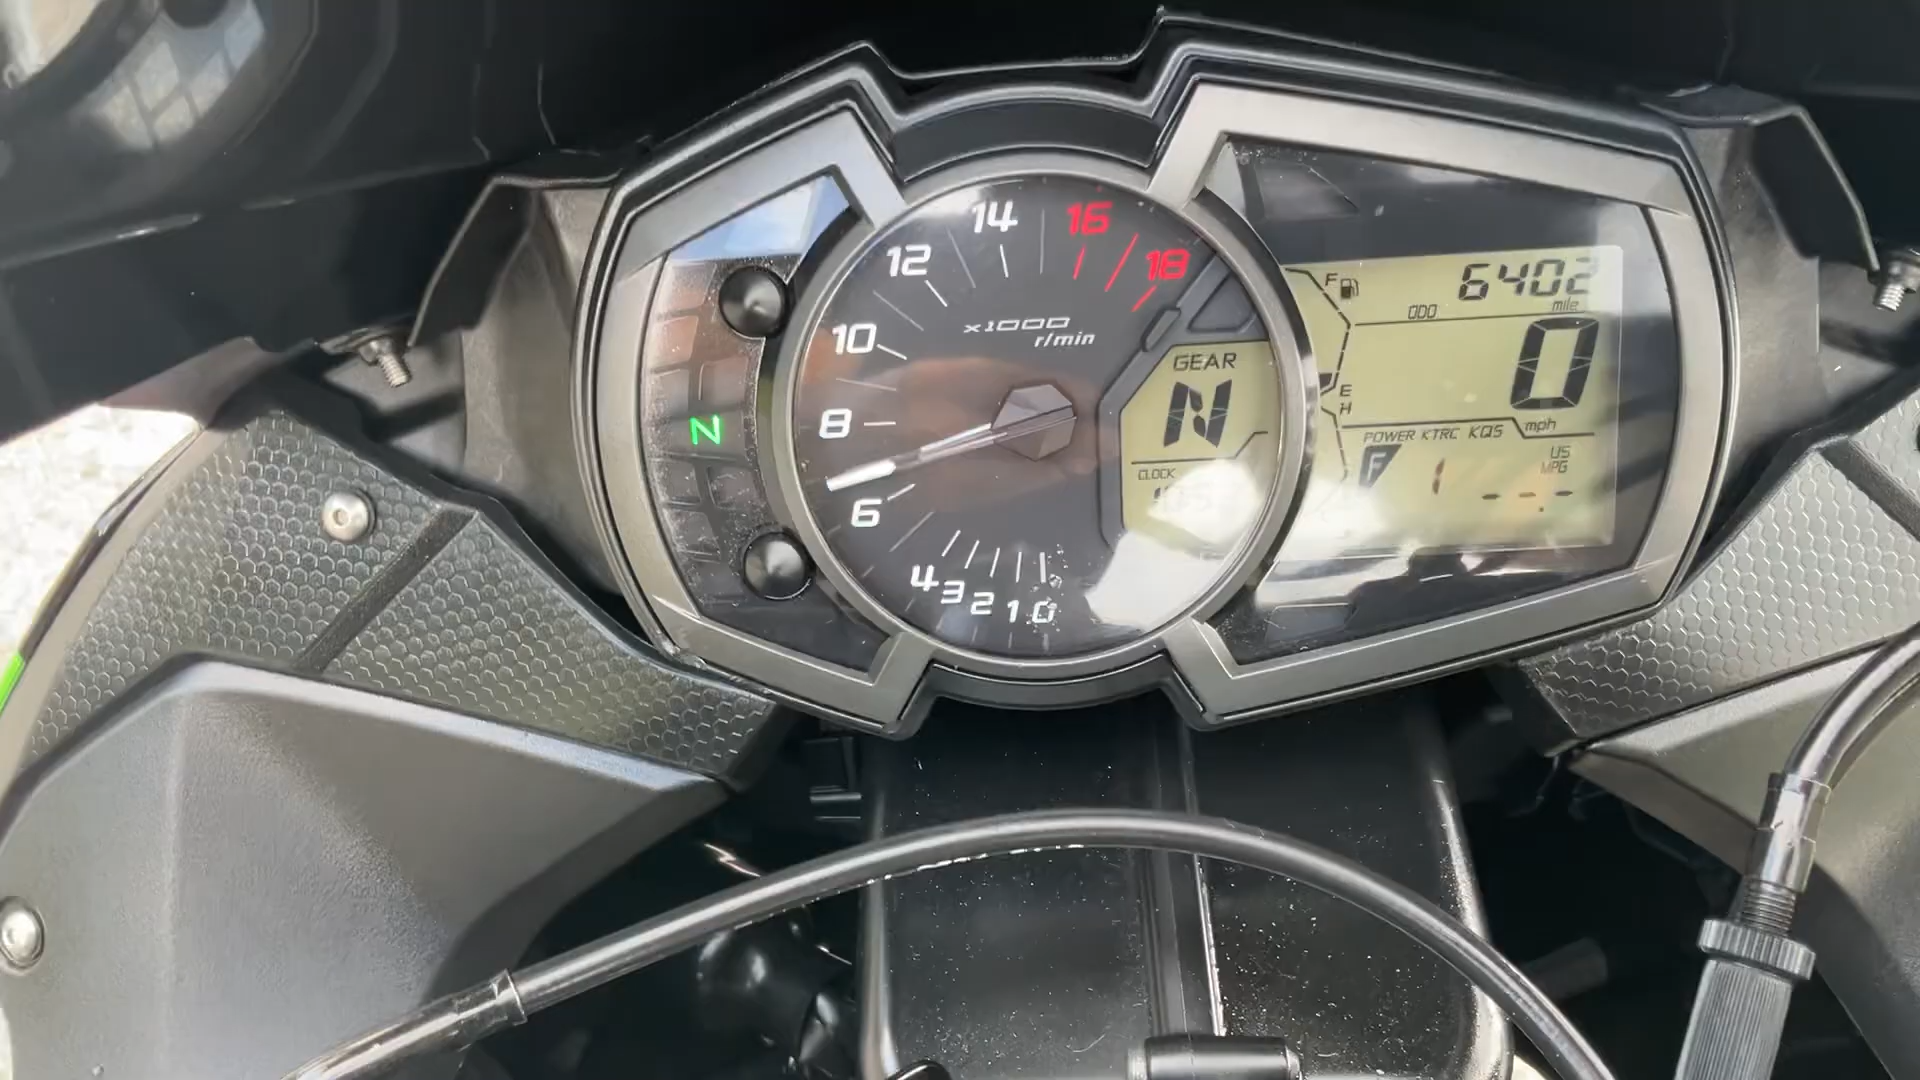 14
16
12
18
10
x1000
r/min
8
6
4
3
2
1
0
N
GEAR
N
CLOCK
F
6402
ODO
mile
0
E
H
mph
POWER KTRC KQS
F
1
US
MPG
---